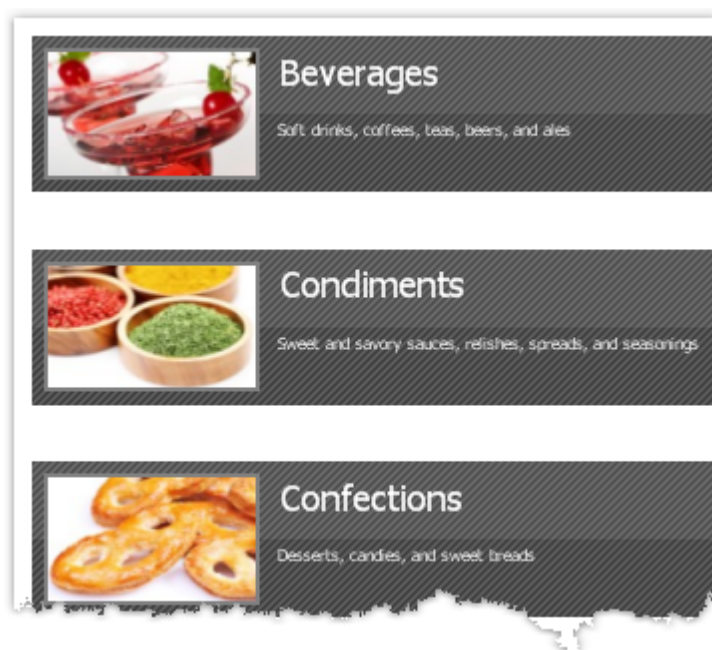 Beverages
Soft drinks, coffees, teas, beers, and ales
Condiments
Sweet and savory sauces, relishes, spreads, and seasonings
Confections
Desserts, candies, and sweet breads